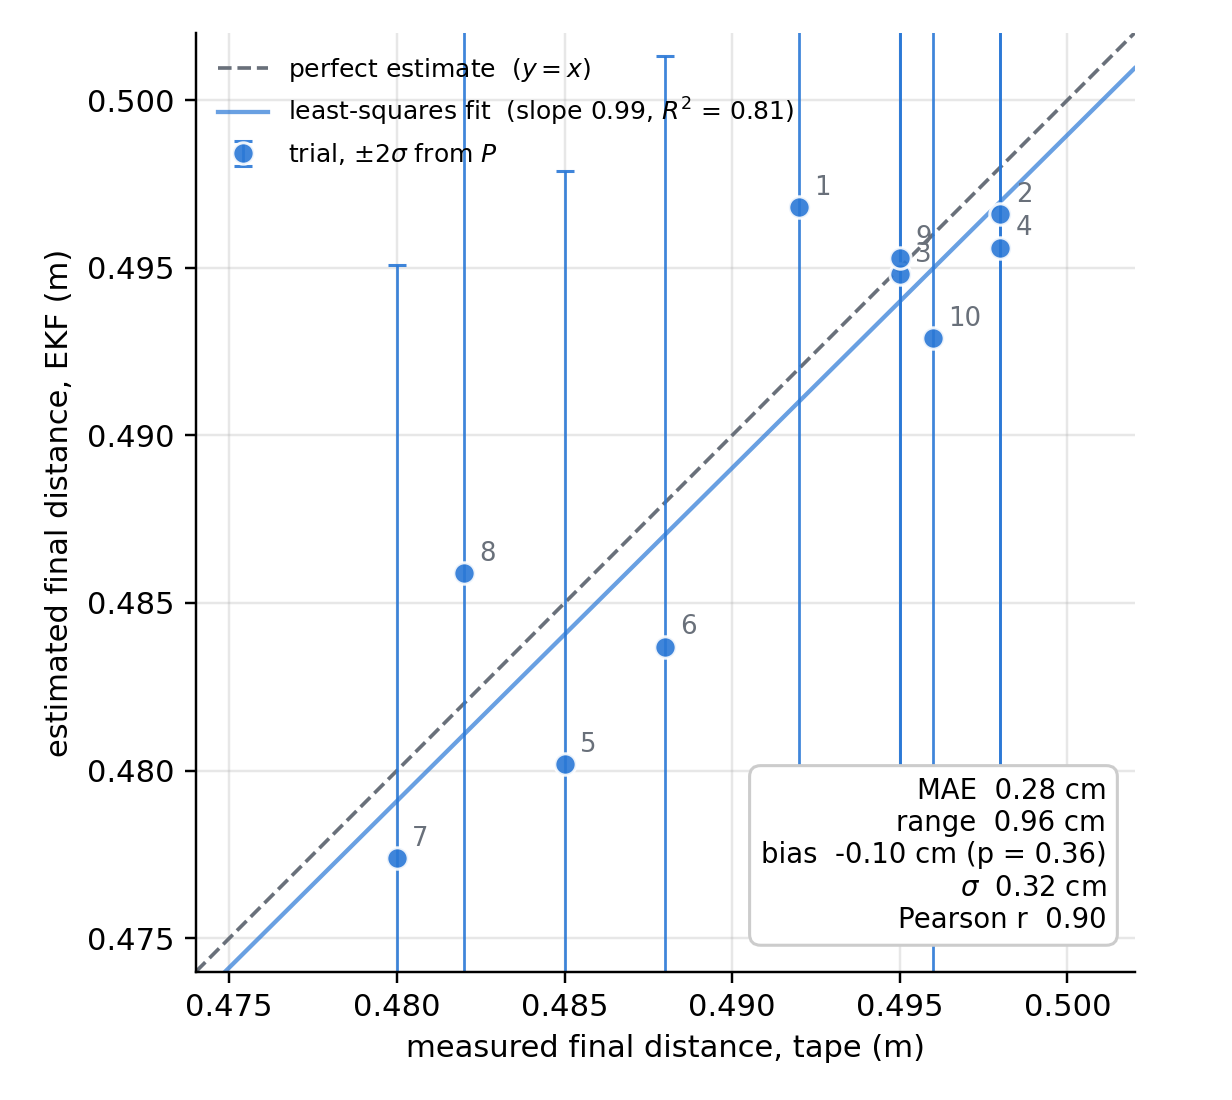 perfect estimate (y = x)
least-squares fit (slope 0.99, R² = 0.81)
trial, ±2σ from P
0.500
0.495
0.490
0.485
0.480
0.475
estimated final distance, EKF (m)
1
2
4
9
3
10
8
6
5
7
MAE 0.28 cm
range 0.96 cm
bias -0.10 cm (p = 0.36)
σ 0.32 cm
Pearson r 0.90
0.475 0.480 0.485 0.490 0.495 0.500
measured final distance, tape (m)